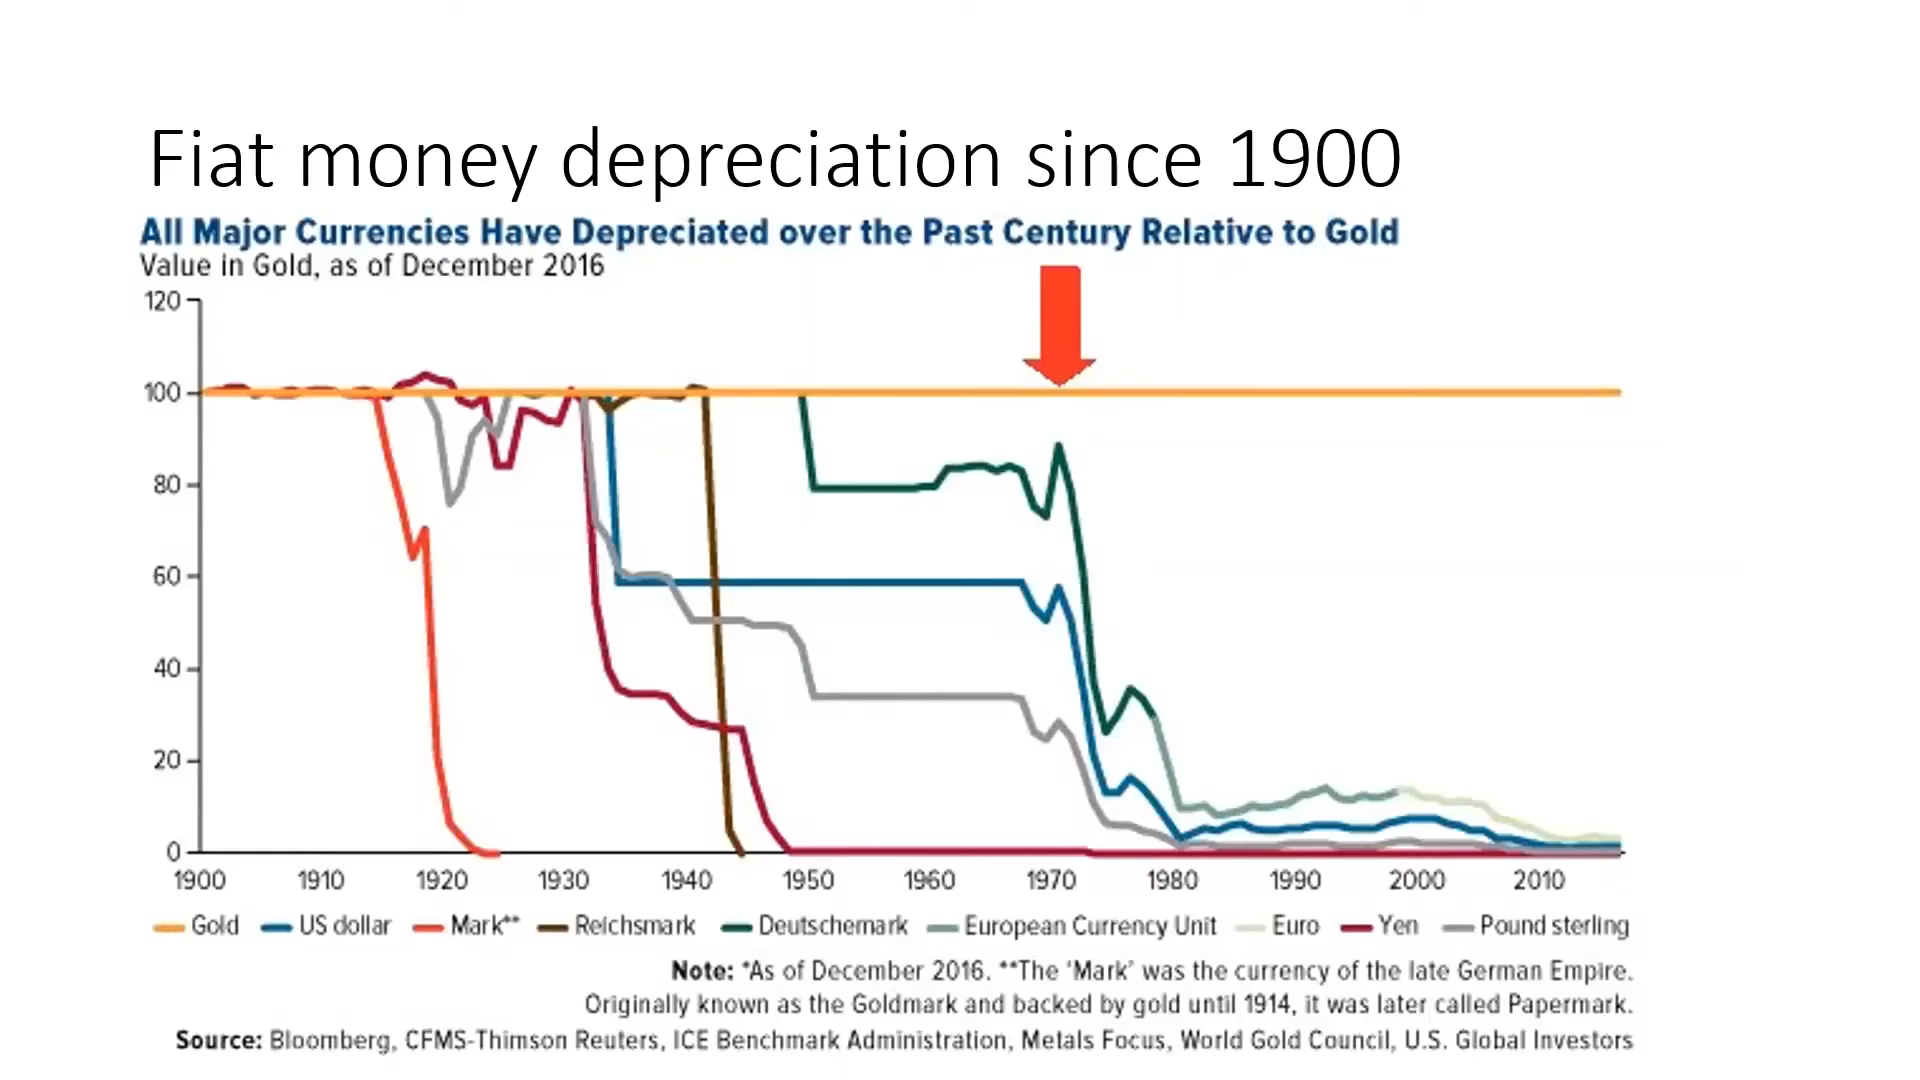 Fiat money depreciation since 1900
All Major Currencies Have Depreciated over the Past Century Relative to Gold
Value in Gold, as of December 2016
120
100
80
60
40
20
0
1900 1910 1920 1930 1940 1950 1960 1970 1980 1990 2000 2010
Gold US dollar Mark** Reichsmark Deutschemark European Currency Unit Euro Yen Pound sterling
Note: *As of December 2016. **The 'Mark' was the currency of the late German Empire.
Originally known as the Goldmark and backed by gold until 1914, it was later called Papermark.
Source: Bloomberg, CFMS-Thimson Reuters, ICE Benchmark Administration, Metals Focus, World Gold Council, U.S. Global Investors